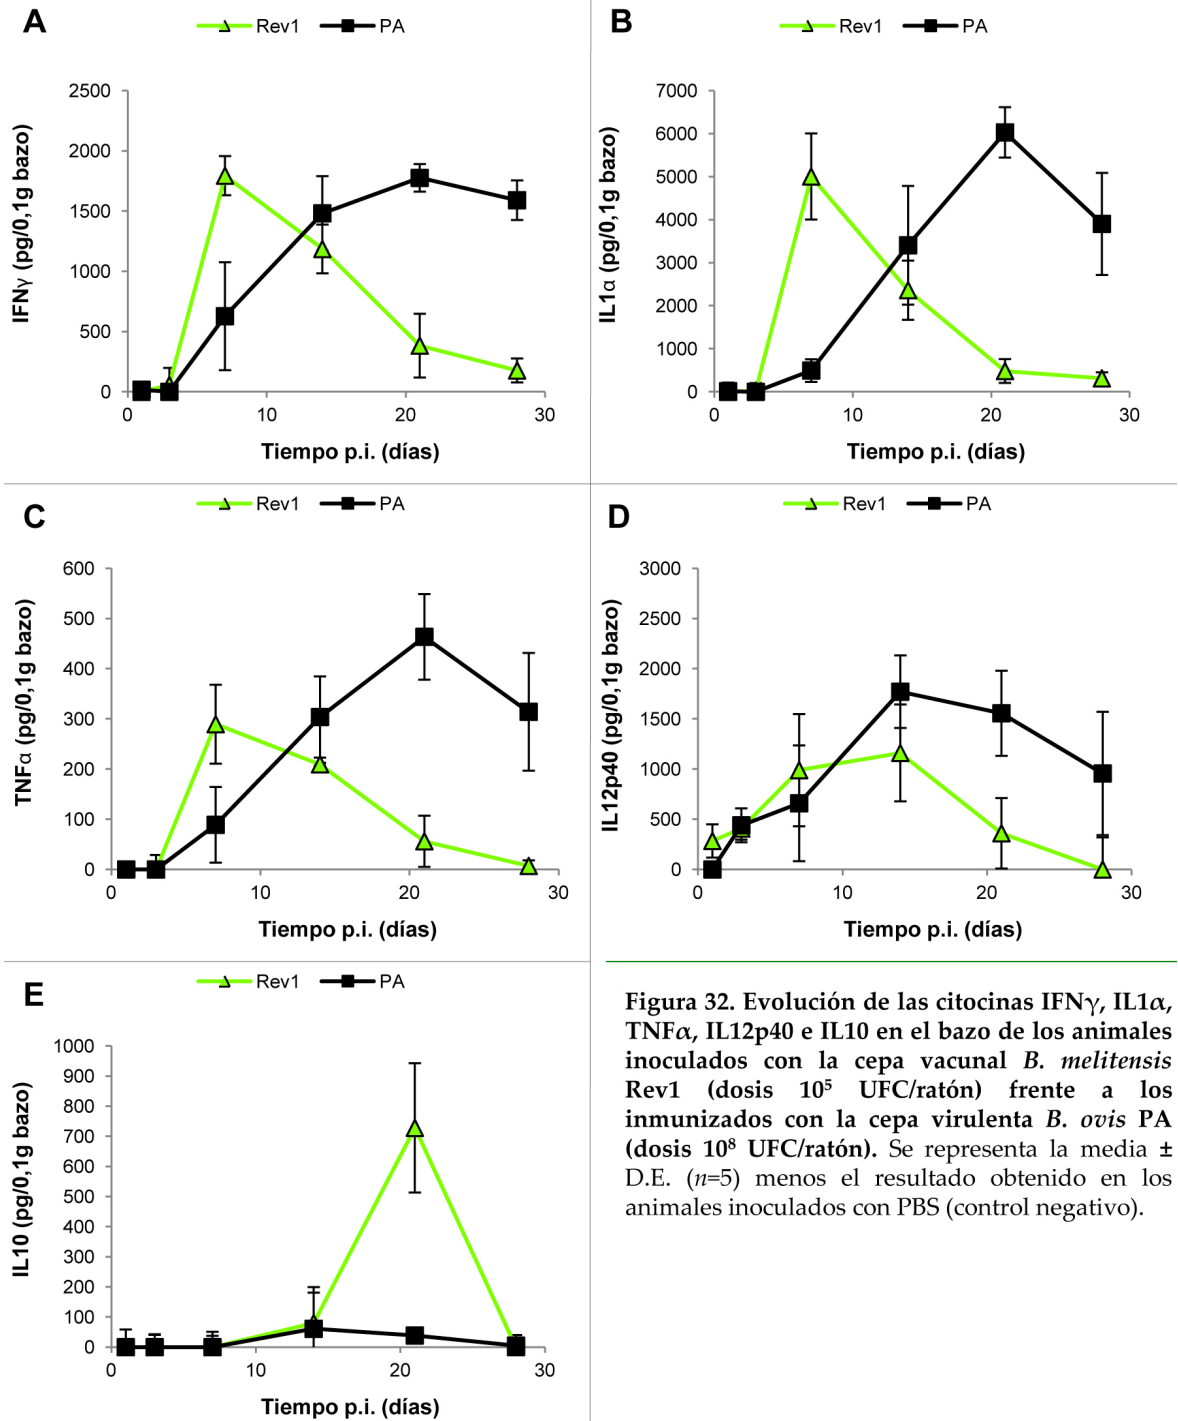 A
Rev1 PA
IFNγ (pg/0,1g bazo)
2500
2000
1500
1000
500
0
0 10 20 30
Tiempo p.i. (días)
B
Rev1 PA
IL1α (pg/0,1g bazo)
7000
6000
5000
4000
3000
2000
1000
0
0 10 20 30
Tiempo p.i. (días)
C
Rev1 PA
TNFα (pg/0,1g bazo)
600
500
400
300
200
100
0
0 10 20 30
Tiempo p.i. (días)
D
Rev1 PA
IL12p40 (pg/0,1g bazo)
3000
2500
2000
1500
1000
500
0
0 10 20 30
Tiempo p.i. (días)
E
Rev1 PA
IL10 (pg/0,1g bazo)
1000
900
800
700
600
500
400
300
200
100
0
0 10 20 30
Tiempo p.i. (días)
Figura 32. Evolución de las citocinas IFNγ, IL1α,
TNFα, IL12p40 e IL10 en el bazo de los animales
inoculados con la cepa vacunal B. melitensis
Rev1 (dosis 10⁵ UFC/ratón) frente a los
inmunizados con la cepa virulenta B. ovis PA
(dosis 10⁸ UFC/ratón). Se representa la media ±
D.E. (n=5) menos el resultado obtenido en los
animales inoculados con PBS (control negativo).